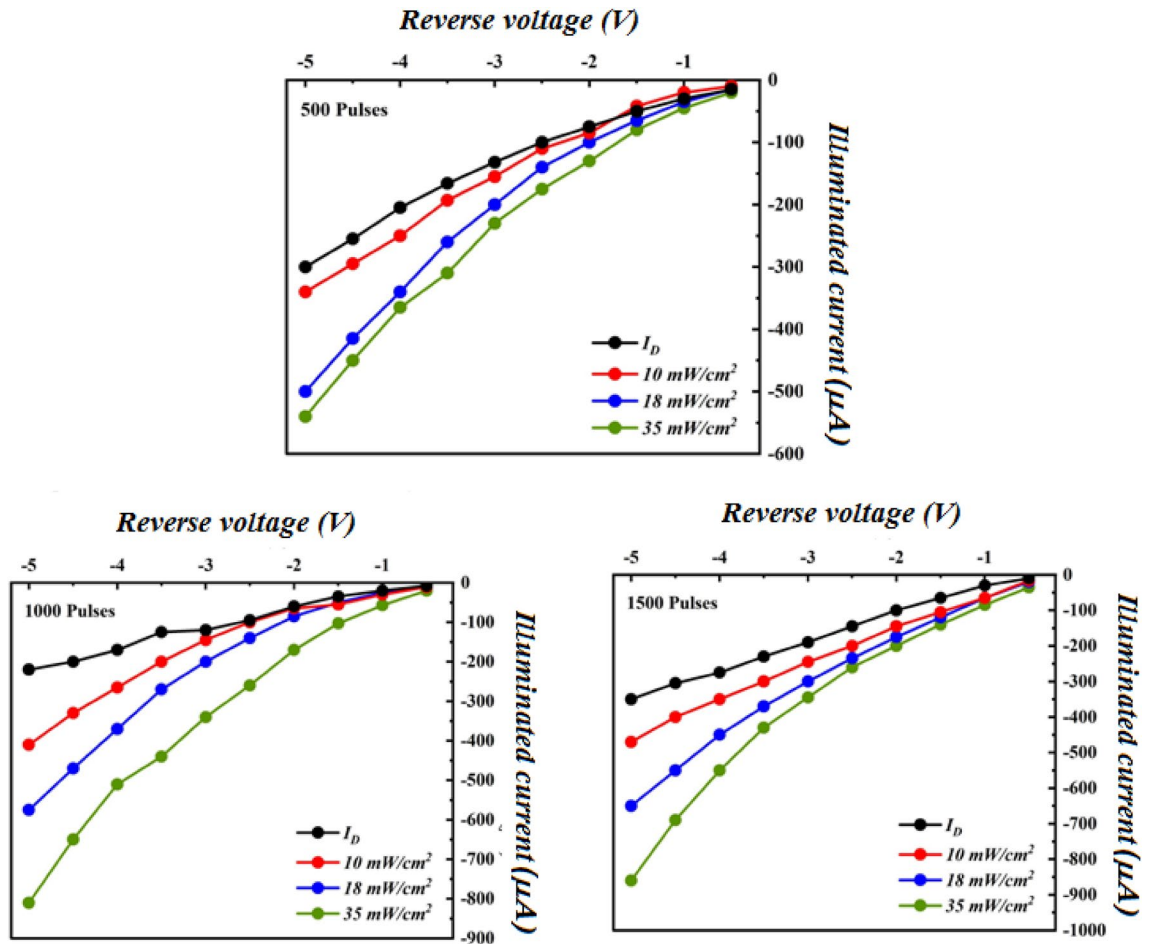 Reverse voltage (V)
-5 -4 -3 -2 -1
500 Pulses
0
-100
-200
-300
-400
-500
-600
Illuminated current (μA)
I_D
10 mW/cm²
18 mW/cm²
35 mW/cm²
Reverse voltage (V)
-5 -4 -3 -2 -1
1000 Pulses
0
-100
-200
-300
-400
-500
-600
-700
-800
-900
Illuminated current (μA)
I_D
10 mW/cm²
18 mW/cm²
35 mW/cm²
Reverse voltage (V)
-5 -4 -3 -2 -1
1500 Pulses
0
-100
-200
-300
-400
-500
-600
-700
-800
-900
-1000
Illuminated current (μA)
I_D
10 mW/cm²
18 mW/cm²
35 mW/cm²